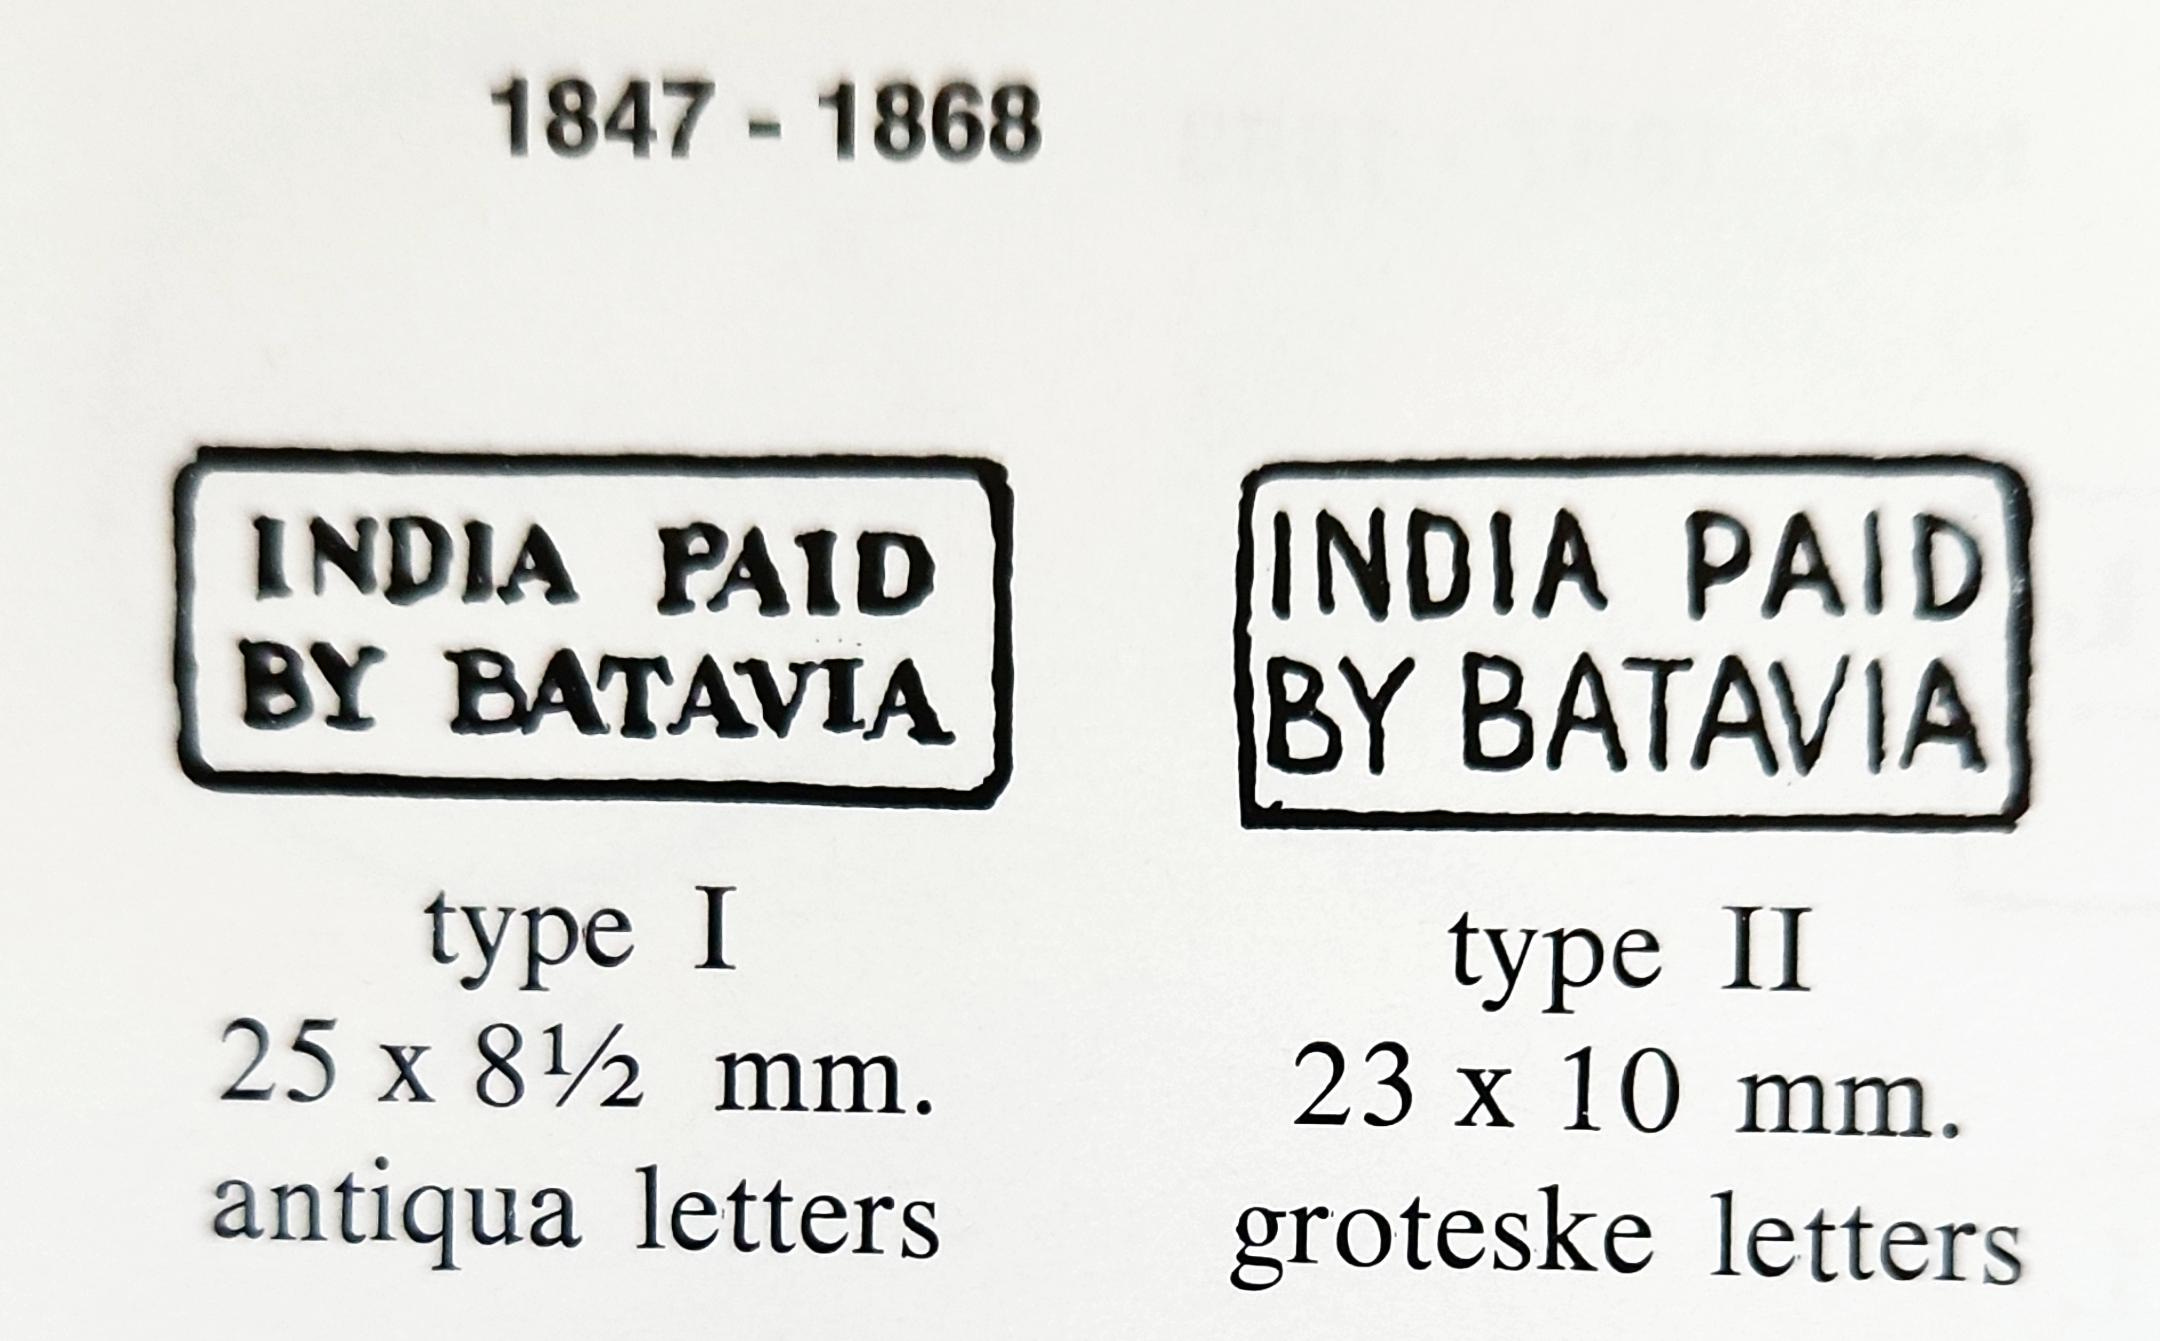 1847 - 1868
INDIA PAID
BY BATAVIA
type I
25 x 8½ mm.
antiqua letters
INDIA PAID
BY BATAVIA
type II
23 x 10 mm.
groteske letters